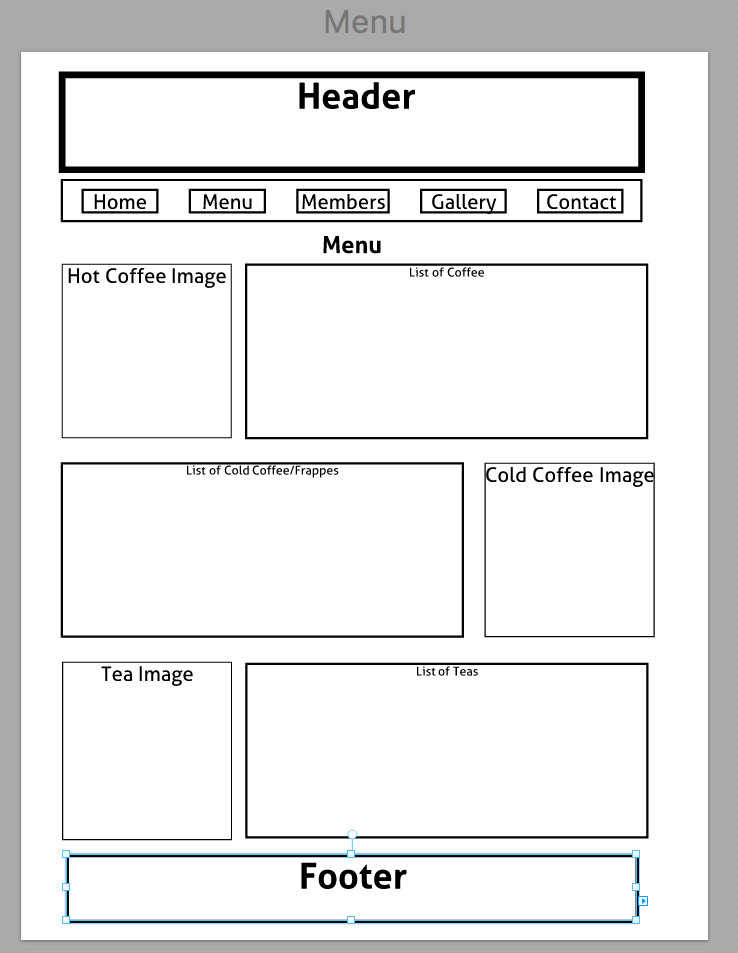 Menu
Header
Home Menu Members Gallery Contact
Menu
Hot Coffee Image
List of Coffee
List of Cold Coffee/Frappes
Cold Coffee Image
Tea Image
List of Teas
Footer